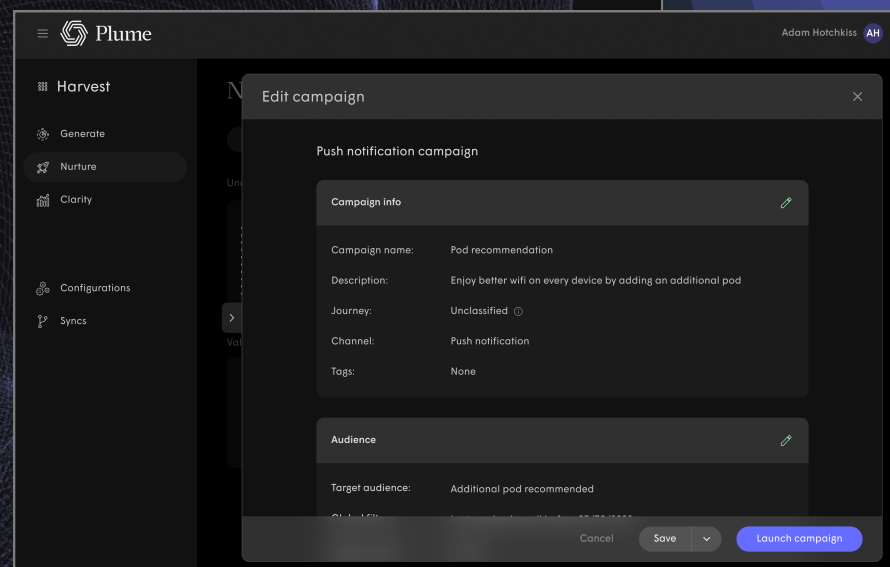 Plume
Adam Hotchkiss AH
Harvest
Generate
Nurture
Clarity
Configurations
Syncs
N
Un
Val
Edit campaign
Push notification campaign
Campaign info
Campaign name: Pod recommendation
Description: Enjoy better wifi on every device by adding an additional pod
Journey: Unclassified
Channel: Push notification
Tags: None
Audience
Target audience: Additional pod recommended
Cancel Save Launch campaign